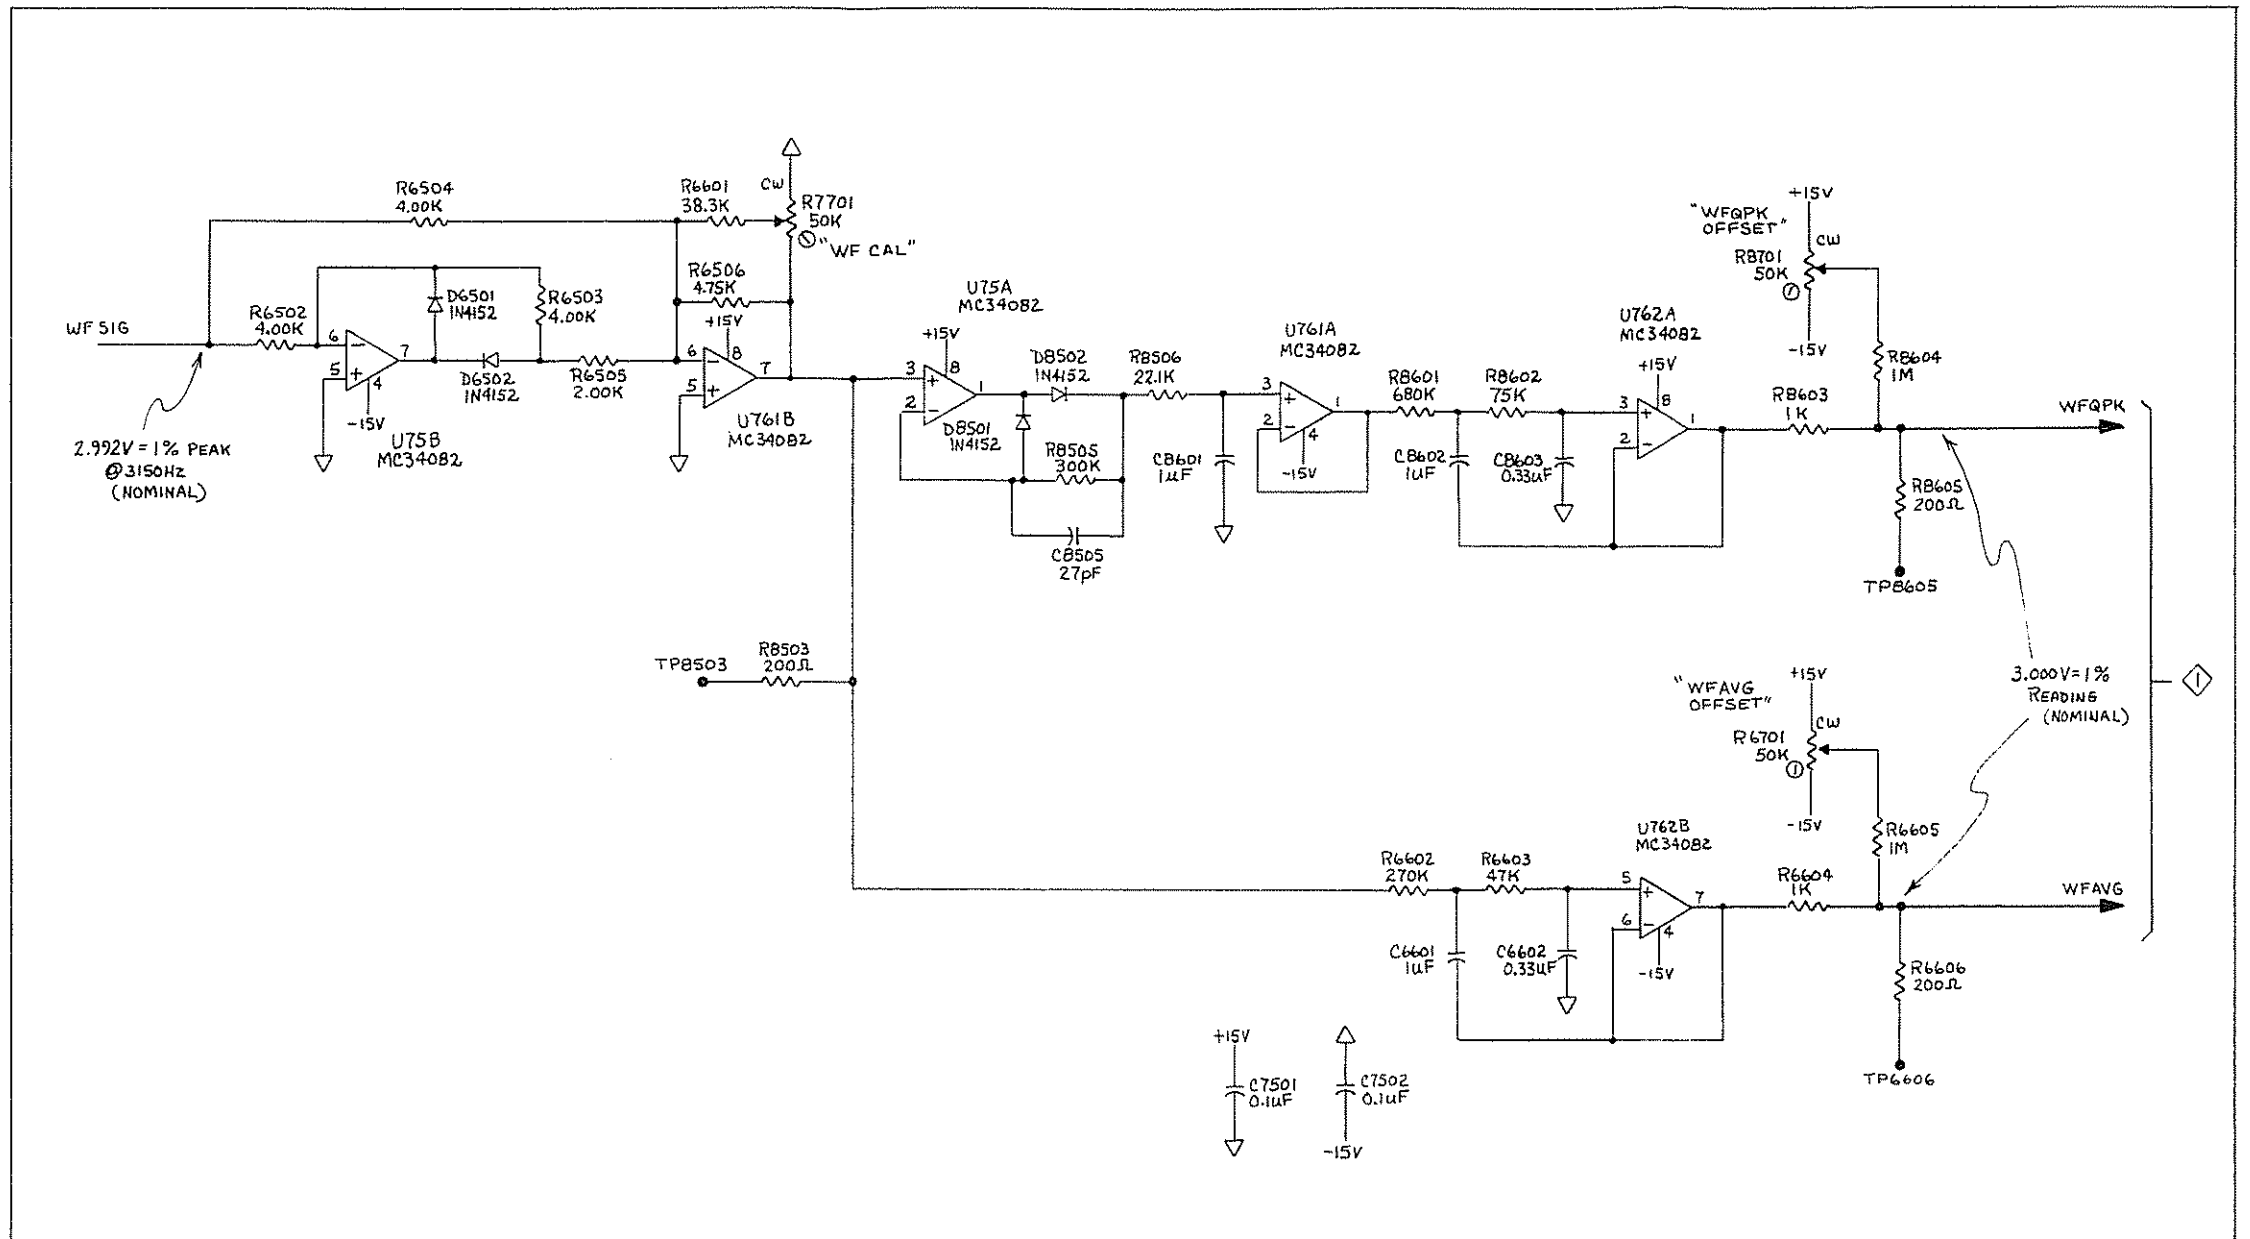 R6504
4.00K
R6601
38.3K
CW
R7701
50K
"WF CAL"
R6506
4.75K
+15V
8
WF SIG
R6502
4.00K
D6501
1N4152
R6503
4.00K
6
5
7
4
-15V
U75B
MC34082
D6502
1N4152
R6505
2.00K
6
5
7
U761B
MC34082
2.992V=1% PEAK
@3150HZ
(NOMINAL)
U75A
MC34082
+15V
8
3
2
1
D8502
1N4152
D8501
1N4152
R8505
300K
C8505
27pF
R8506
22.1K
C8601
1uF
U761A
MC34082
3
2
1
4
-15V
R8601
680K
R8602
75K
C8602
1uF
C8603
0.33uF
U762A
MC34082
+15V
8
3
2
1
R8603
1K
"WFQPK
OFFSET"
+15V
CW
R8701
50K
1
-15V
R8604
1M
WFQPK
R8605
200Ω
TP8605
TP8503
R8503
200Ω
3.000V=1%
READING
(NOMINAL)
1
"WFAVG
OFFSET"
+15V
CW
R6701
50K
1
-15V
R6605
1M
R6602
270K
R6603
47K
C6601
1uF
C6602
0.33uF
U762B
MC34082
5
6
7
4
-15V
R6604
1K
WFAVG
R6606
200Ω
TP6606
+15V
C7501
0.1uF
C7502
0.1uF
-15V